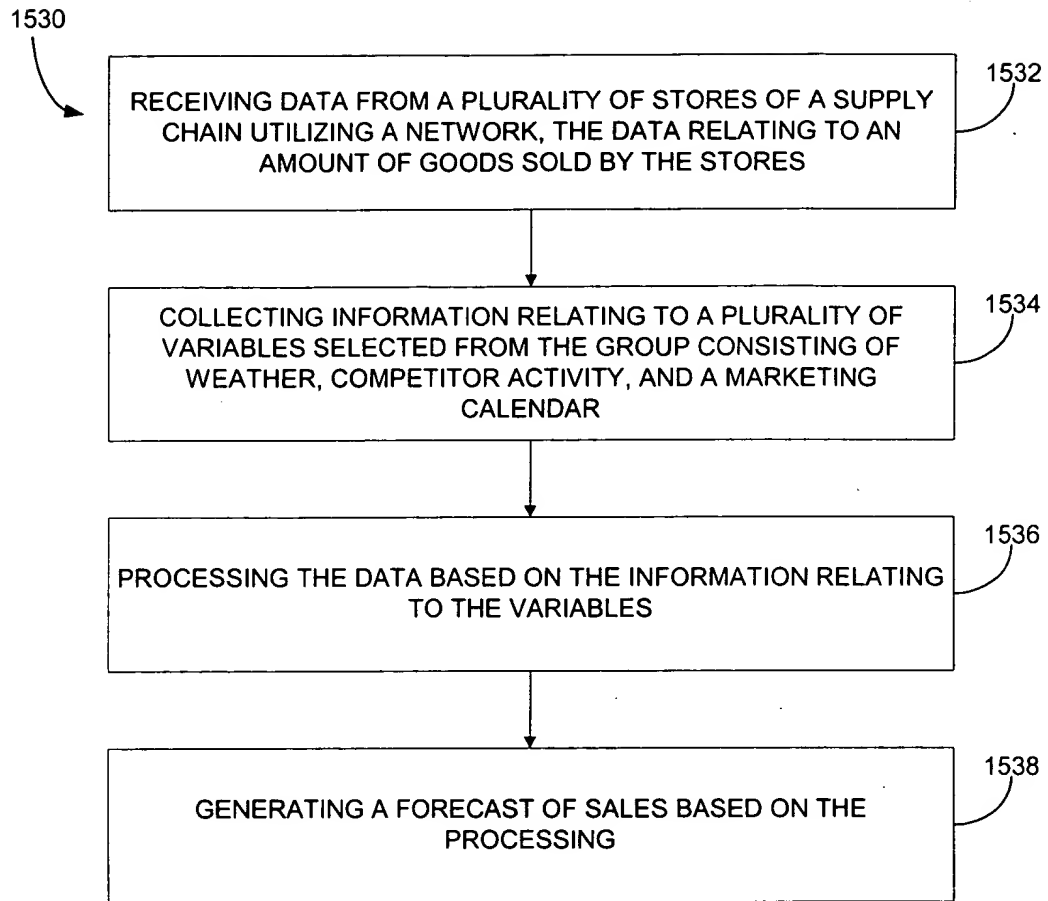 1530
1532
RECEIVING DATA FROM A PLURALITY OF STORES OF A SUPPLY
CHAIN UTILIZING A NETWORK, THE DATA RELATING TO AN
AMOUNT OF GOODS SOLD BY THE STORES
1534
COLLECTING INFORMATION RELATING TO A PLURALITY OF
VARIABLES SELECTED FROM THE GROUP CONSISTING OF
WEATHER, COMPETITOR ACTIVITY, AND A MARKETING
CALENDAR
1536
PROCESSING THE DATA BASED ON THE INFORMATION RELATING
TO THE VARIABLES
1538
GENERATING A FORECAST OF SALES BASED ON THE
PROCESSING